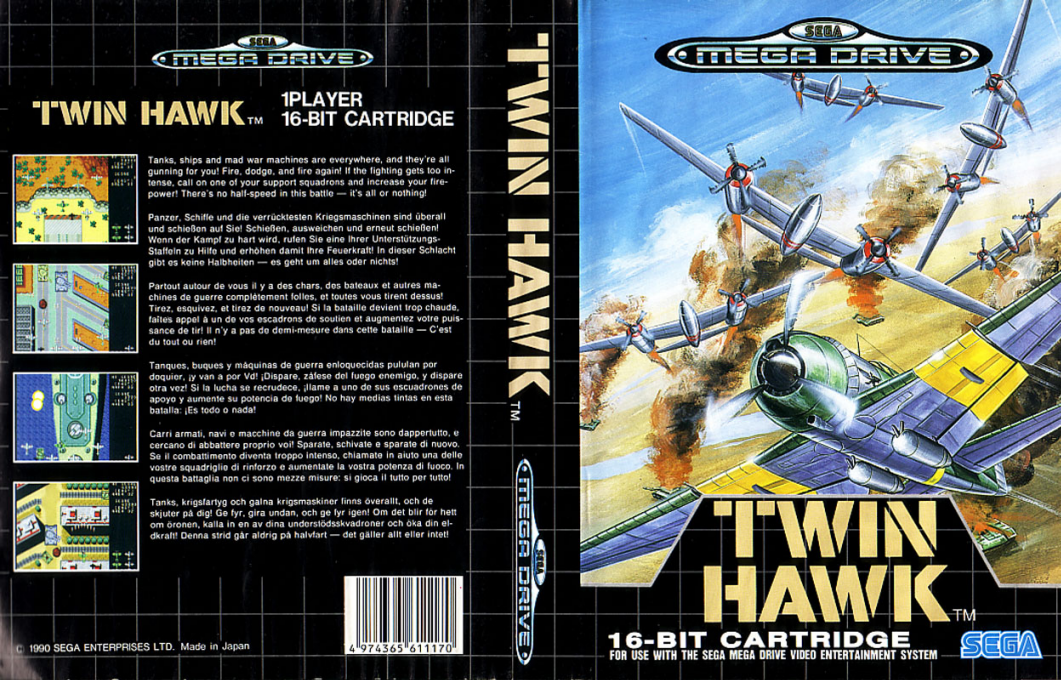 SEGA
MEGA DRIVE
TWIN HAWK™
1PLAYER
16-BIT CARTRIDGE
Tanks, ships and mad war machines are everywhere, and they're all
gunning for you! Fire, dodge, and fire again! If the fighting gets too in-
tense, call on one of your support squadrons and increase your fire-
power! There's no half-speed in this battle — it's all or nothing!
Panzer, Schiffe und die verrücktesten Kriegsmaschinen sind überall
und schießen auf Sie! Schießen, ausweichen und erneut schießen!
Wenn der Kampf zu hart wird, rufen Sie eine Ihrer Unterstützungs-
Staffeln zu Hilfe und erhöhen damit Ihre Feuerkraft! In dieser Schlacht
gibt es keine Halbheiten — es geht um alles oder nichts!
Partout autour de vous il y a des chars, des bateaux et autres ma-
chines de guerre complètement folles, et toutes vous tirent dessus!
Tirez, esquivez, et tirez de nouveau! Si la bataille devient trop chaude,
faîtes appel à un de vos escadrons de soutien et augmentez votre puis-
sance de tir! Il n'y a pas de demi-mesure dans cette bataille — C'est
du tout ou rien!
Tanques, buques y máquinas de guerra enloquecidas pululan por
doquier, ¡y van a por Vd! ¡Dispare, záfese del fuego enemigo, y dispare
otra vez! Si la lucha se recrudece, ¡llame a uno de sus escuadrones de
apoyo y aumente su potencia de fuego! No hay medias tintas en esta
batalla: ¡Es todo o nada!
Carri armati, navi e macchine da guerra impazzite sono dappertutto, e
cercano di abbattere proprio voi! Sparate, schivate e sparate di nuovo.
Se il combattimento diventa troppo intenso, chiamate in aiuto una delle
vostre squadriglie di rinforzo e aumentate la vostra potenza di fuoco. In
questa battaglia non ci sono mezze misure: si gioca il tutto per tutto!
Tanks, krigsfartyg och galna krigsmaskiner finns överallt, och de
skjuter på dig! Ge fyr, gira undan, och ge fyr igen! Om det blir för hett
om öronen, kalla in en av dina understödsskvadroner och öka din el-
dkraft! Denna strid går aldrig på halvfart — det gäller allt eller intet!
4 974365 611170
© 1990 SEGA ENTERPRISES LTD. Made in Japan
TWIN HAWK™
SEGA
MEGA DRIVE
SEGA
MEGA DRIVE
TWIN
HAWK™
16-BIT CARTRIDGE
FOR USE WITH THE SEGA MEGA DRIVE VIDEO ENTERTAINMENT SYSTEM
SEGA